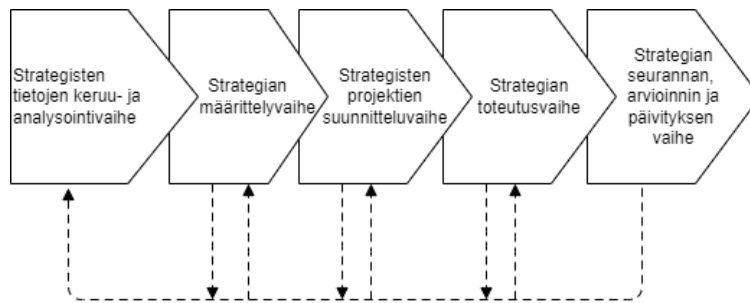 Strategisten
tietojen keruu- ja
analysointivaihe
Strategian
määrittelyvaihe
Strategisten
projektien
suunnitteluvaihe
Strategian
toteutusvaihe
Strategian
seurannan,
arvioinnin ja
päivityksen
vaihe